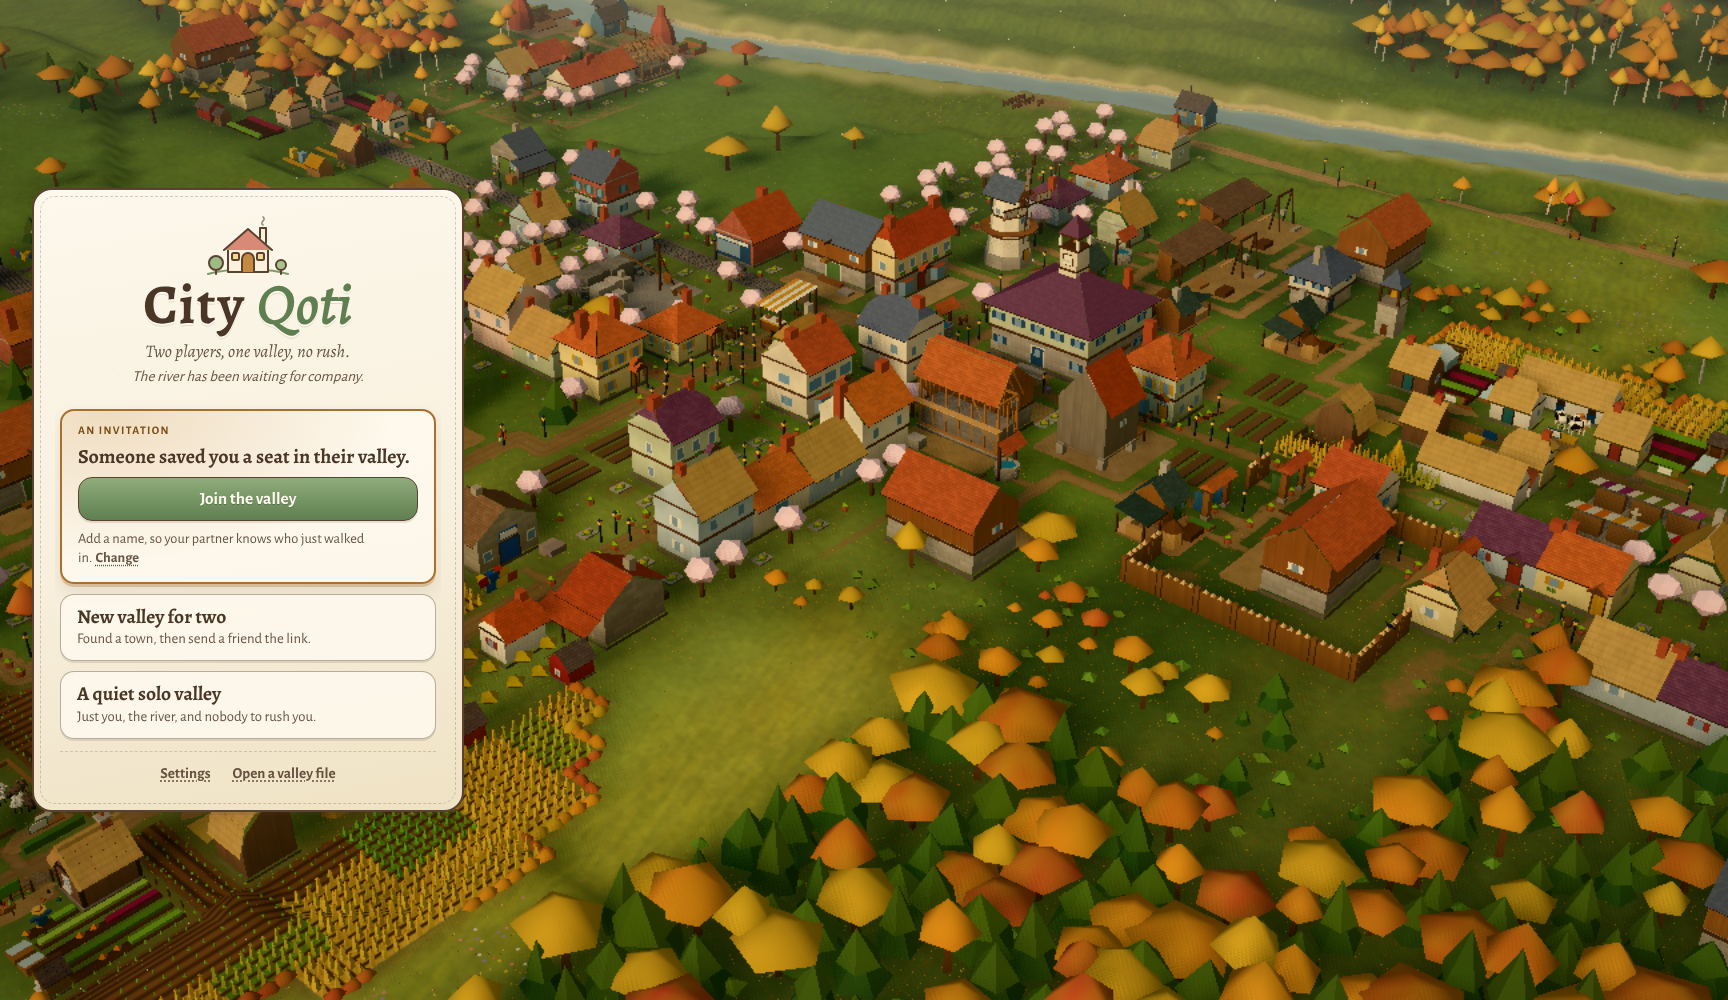 City Qoti
Two players, one valley, no rush.
The river has been waiting for company.
AN INVITATION
Someone saved you a seat in their valley.
Join the valley
Add a name, so your partner knows who just walked
in. Change
New valley for two
Found a town, then send a friend the link.
A quiet solo valley
Just you, the river, and nobody to rush you.
Settings Open a valley file